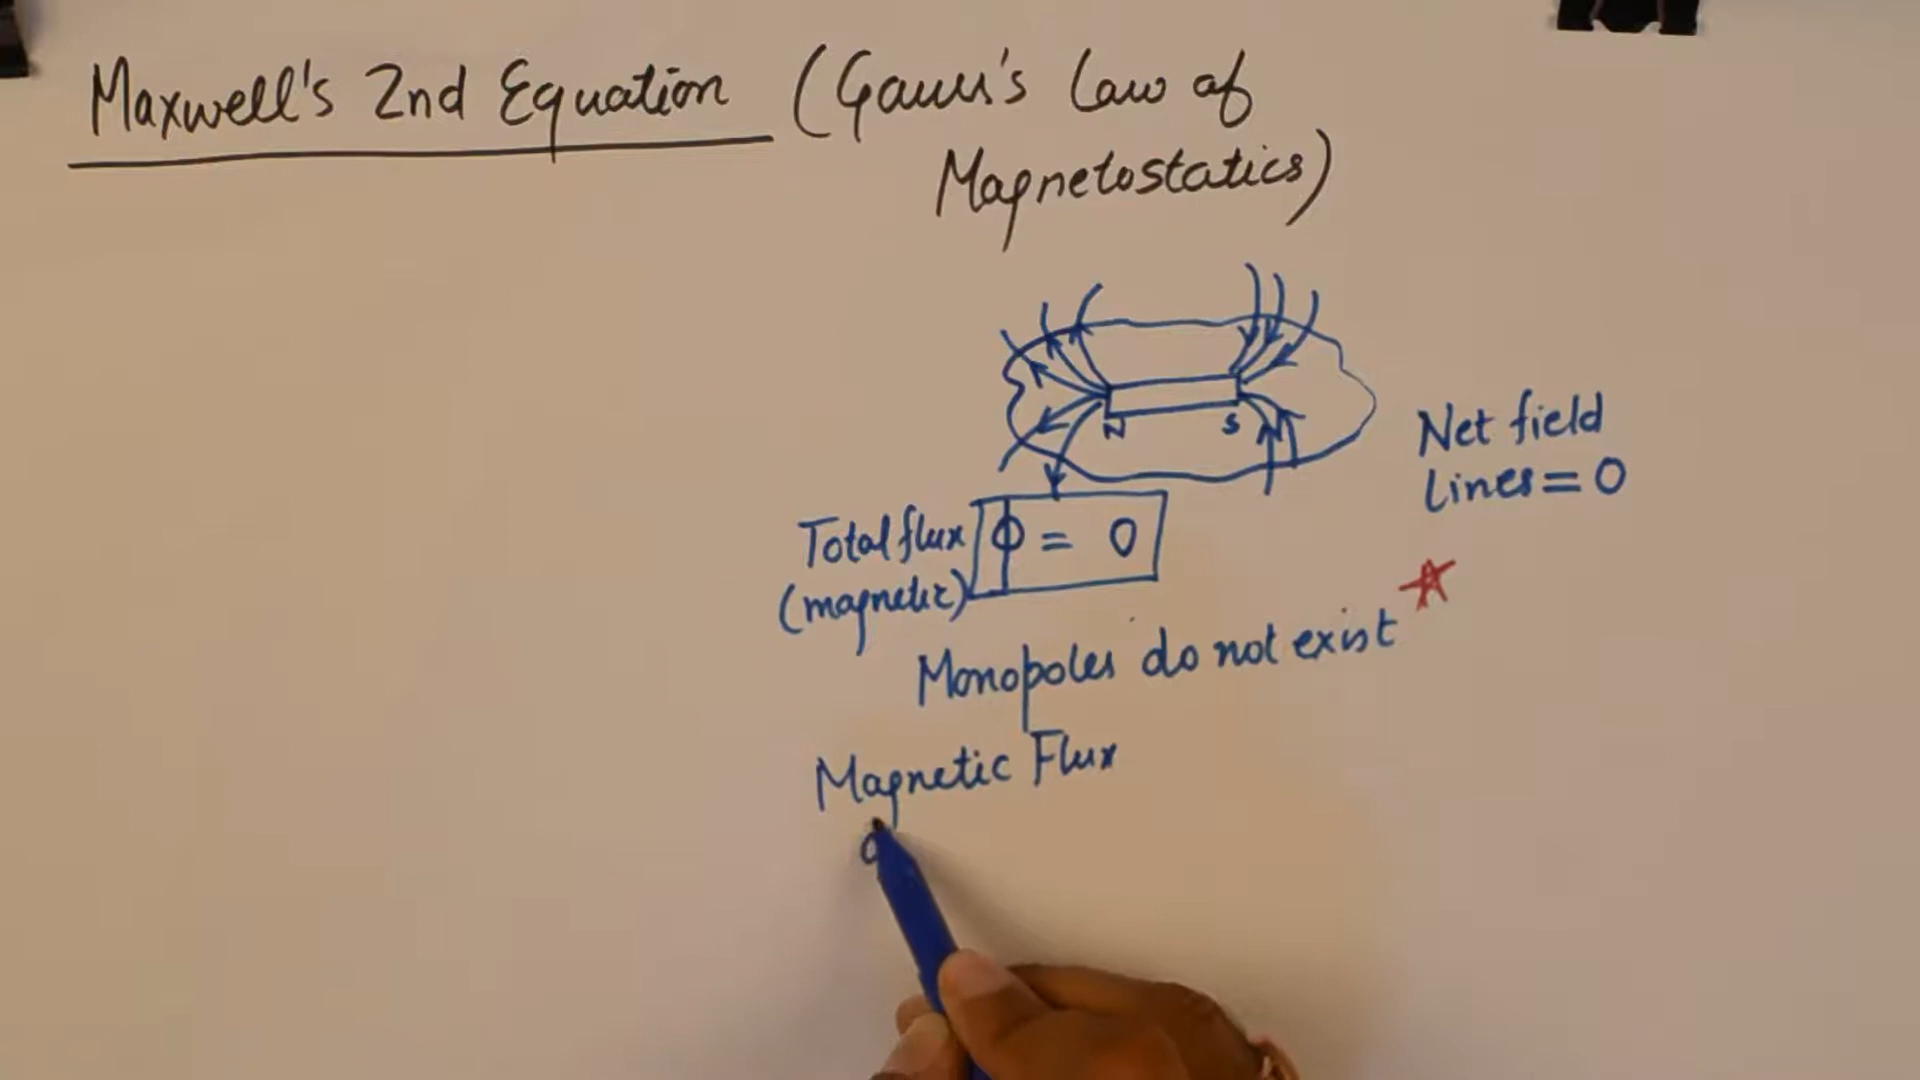 Maxwell's 2nd Equation (Gauss's Law of
Magnetostatics)
N S
Net field
lines = 0
Total flux ϕ = 0
(magnetic)
Monopoles do not exist
Magnetic Flux